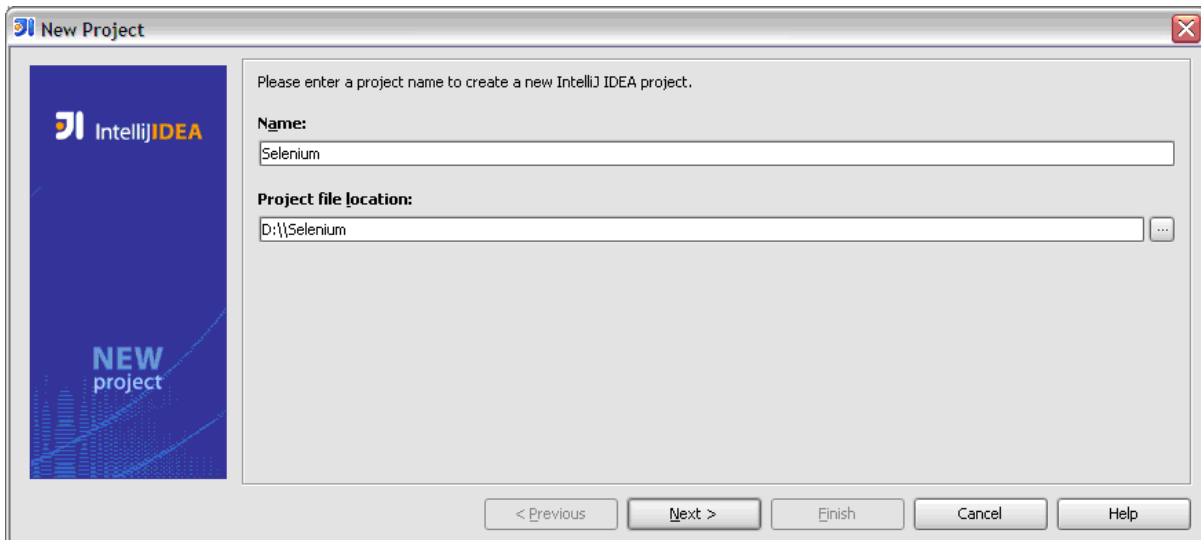 New Project
IntelliJIDEA
NEW
project
Please enter a project name to create a new IntelliJ IDEA project.
Name:
Selenium
Project file location:
D:\\Selenium
...
< Previous
Next >
Finish
Cancel
Help